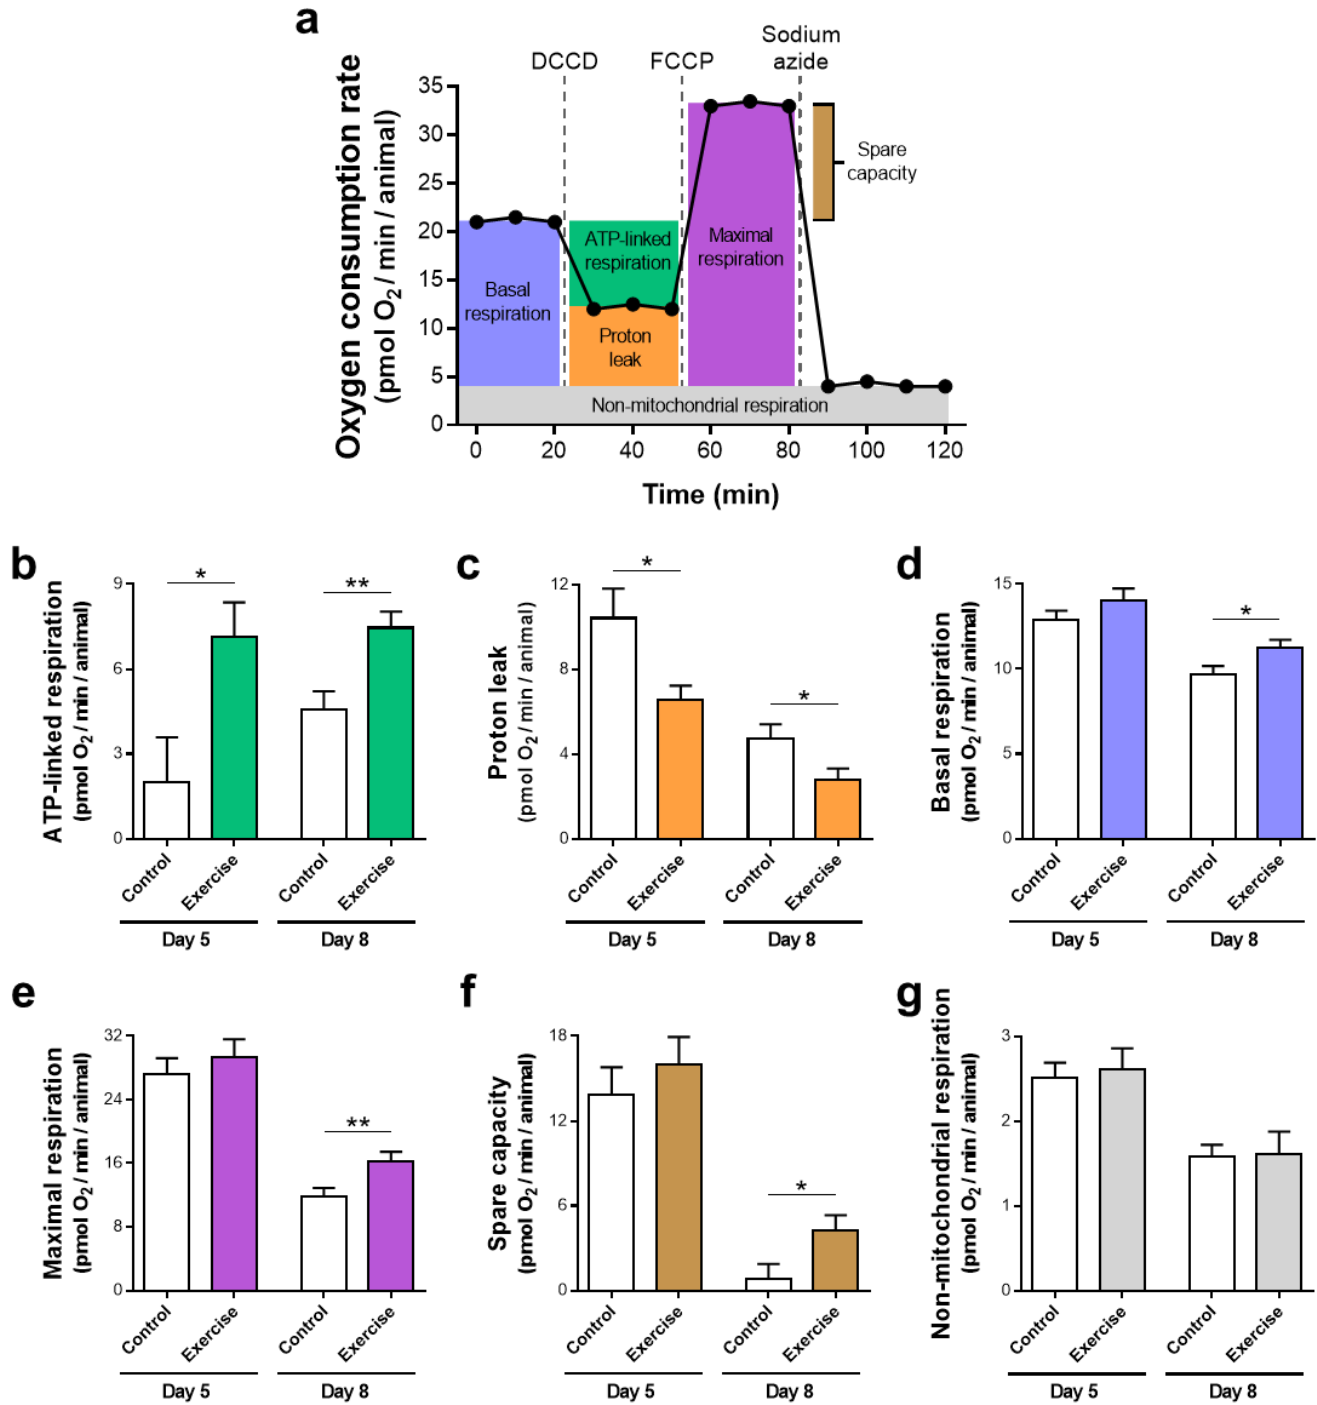 a
Sodium
DCCD FCCP azide
Oxygen consumption rate
(pmol O₂ / min / animal)
35
30
25
20
15
10
5
0
Spare
capacity
ATP-linked
respiration
Maximal
respiration
Basal
respiration
Proton
leak
Non-mitochondrial respiration
0 20 40 60 80 100 120
Time (min)
b
ATP-linked respiration
(pmol O₂ / min / animal)
9
6
3
0
* **
Control Exercise Control Exercise
Day 5 Day 8
c
Proton leak
(pmol O₂ / min / animal)
12
8
4
0
* *
Control Exercise Control Exercise
Day 5 Day 8
d
Basal respiration
(pmol O₂ / min / animal)
15
10
5
0
*
Control Exercise Control Exercise
Day 5 Day 8
e
Maximal respiration
(pmol O₂ / min / animal)
32
24
16
8
0
**
Control Exercise Control Exercise
Day 5 Day 8
f
Spare capacity
(pmol O₂ / min / animal)
18
12
6
0
*
Control Exercise Control Exercise
Day 5 Day 8
g
Non-mitochondrial respiration
(pmol O₂ / min / animal)
3
2
1
0
Control Exercise Control Exercise
Day 5 Day 8